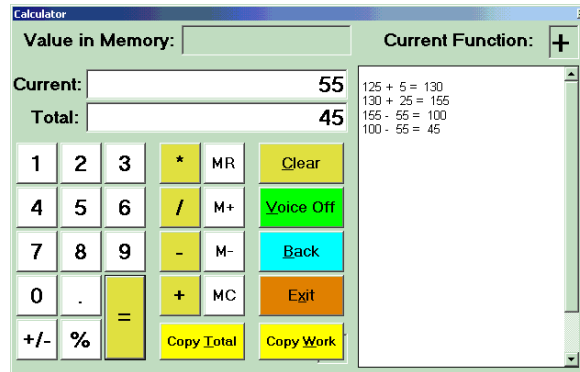 Calculator
Value in Memory: Current Function: +
Current: 55
Total: 45
125 + 5 = 130
130 + 25 = 155
155 - 55 = 100
100 - 55 = 45
1 2 3 * MR Clear
4 5 6 / M+ Voice Off
7 8 9 - M- Back
0 . = + MC Exit
+/- % Copy Total Copy Work